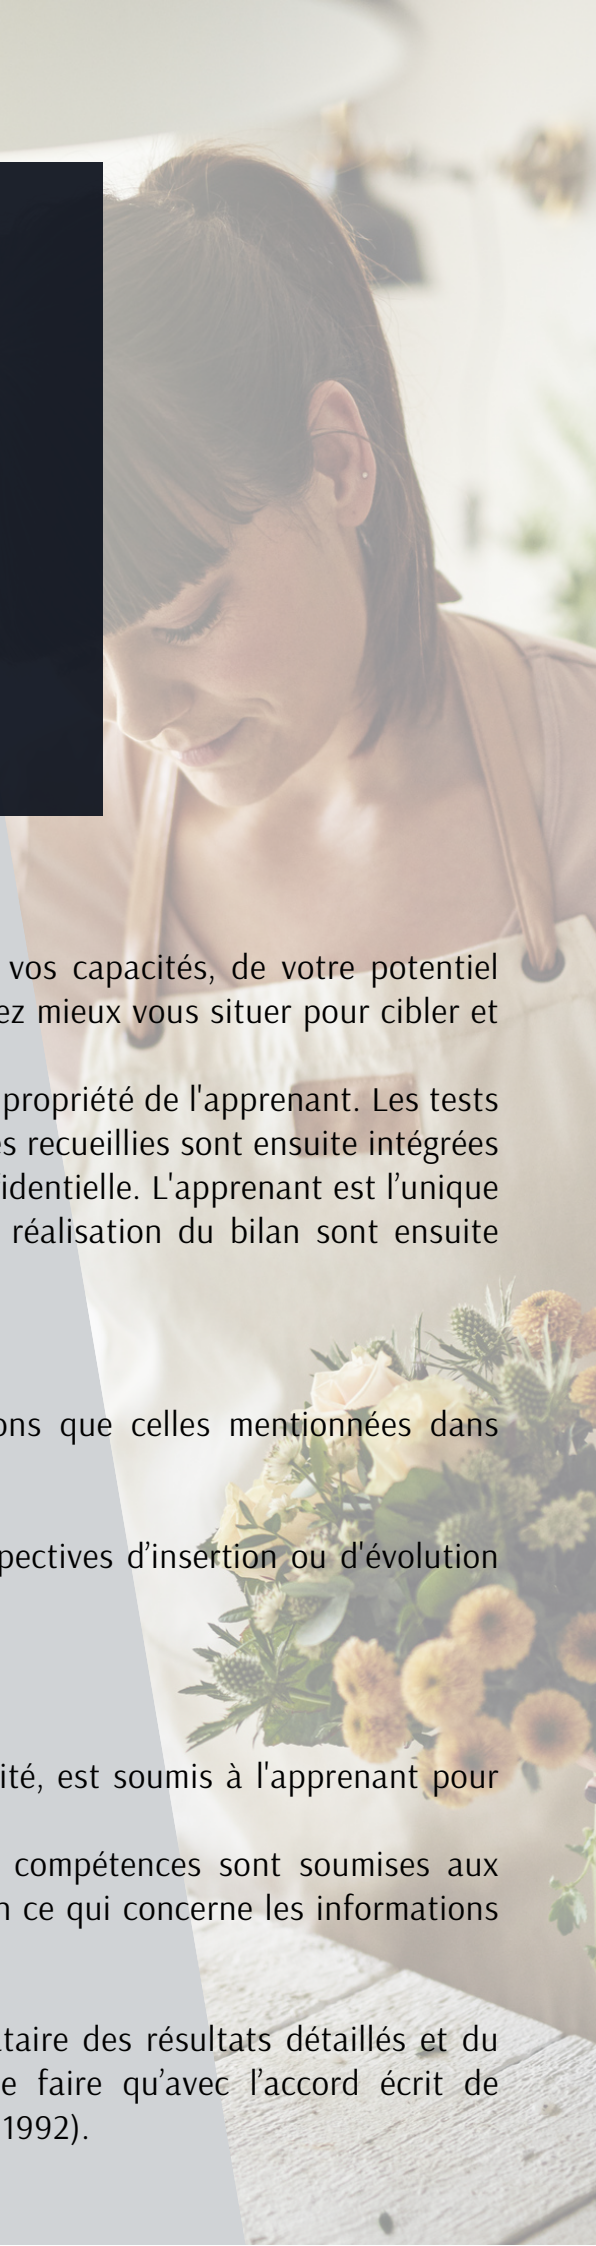 vos capacités, de votre potentiel
ez mieux vous situer pour cibler et
propriété de l'apprenant. Les tests
es recueillies sont ensuite intégrées
identielle. L'apprenant est l’unique
réalisation du bilan sont ensuite
ons que celles mentionnées dans
pectives d’insertion ou d'évolution
ité, est soumis à l'apprenant pour
compétences sont soumises aux
n ce qui concerne les informations
taire des résultats détaillés et du
e faire qu’avec l’accord écrit de
1992).